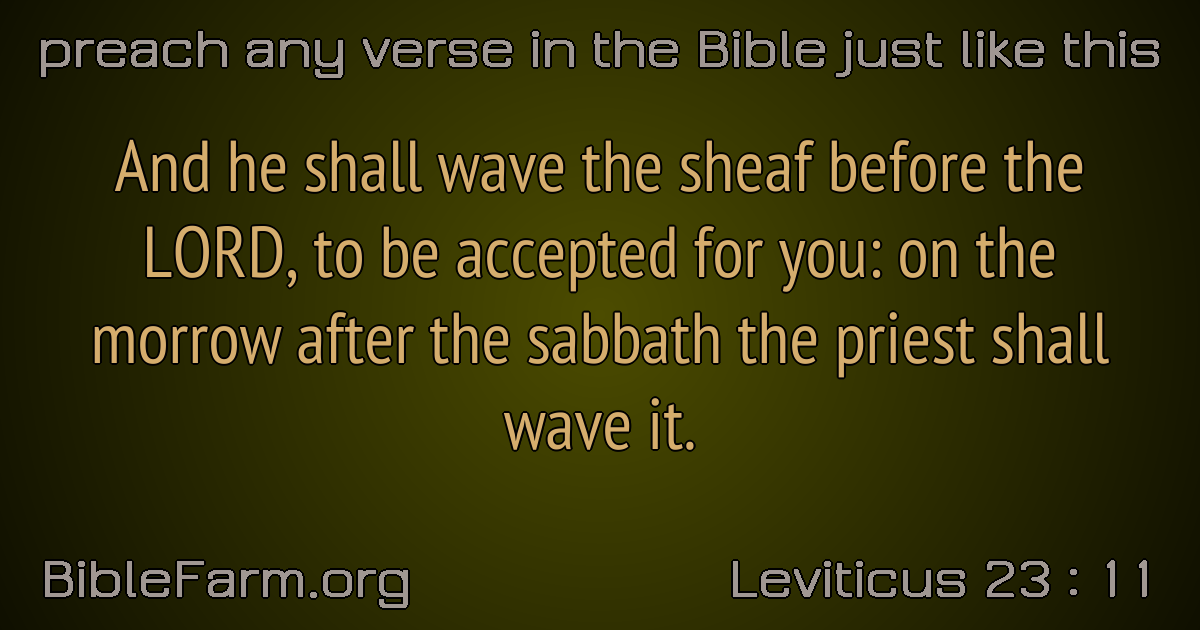 preach any verse in the Bible just like this
And he shall wave the sheaf before the
LORD, to be accepted for you: on the
morrow after the sabbath the priest shall
wave it.
BibleFarm.org
Leviticus 23 : 11